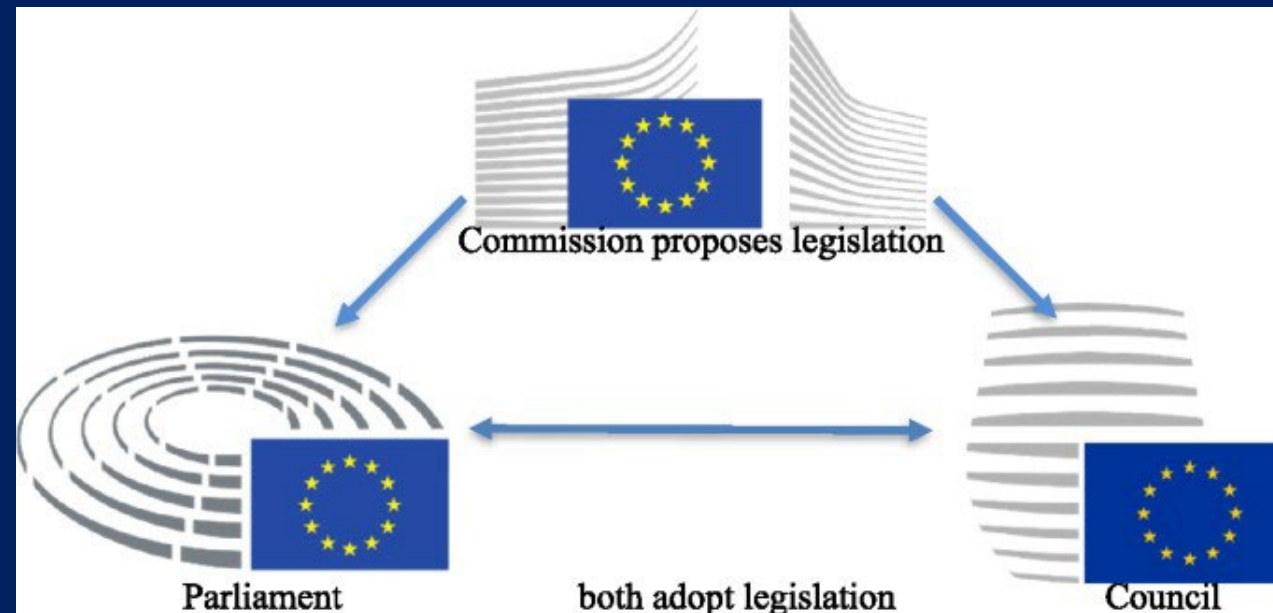 Commission proposes legislation
Parliament
both adopt legislation
Council